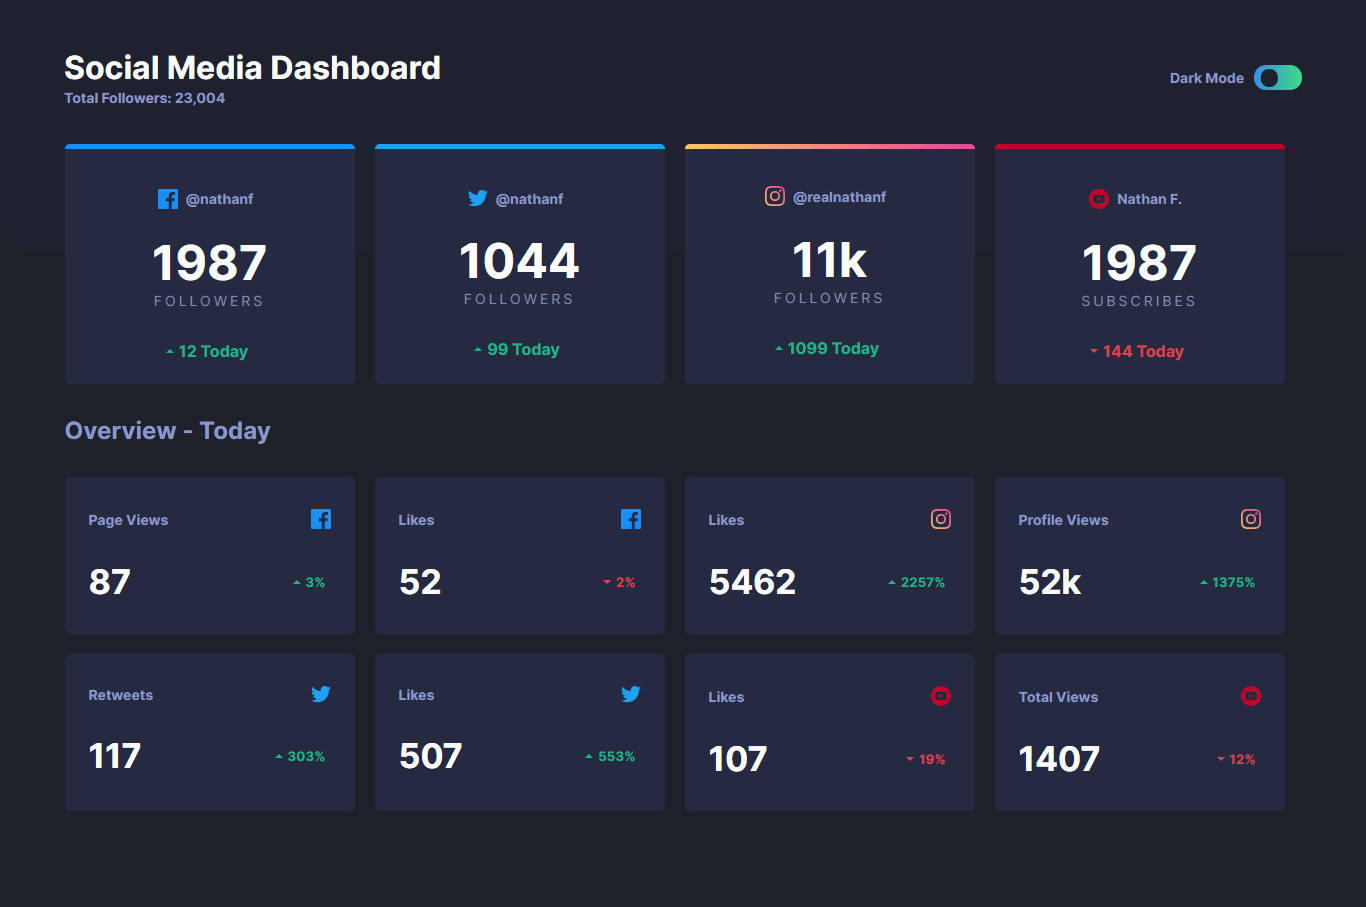 Social Media Dashboard
Total Followers: 23,004
Dark Mode
@nathanf
1987
FOLLOWERS
12 Today
@nathanf
1044
FOLLOWERS
99 Today
@realnathanf
11k
FOLLOWERS
1099 Today
Nathan F.
1987
SUBSCRIBES
144 Today
Overview - Today
Page Views
87
3%
Likes
52
2%
Likes
5462
2257%
Profile Views
52k
1375%
Retweets
117
303%
Likes
507
553%
Likes
107
19%
Total Views
1407
12%